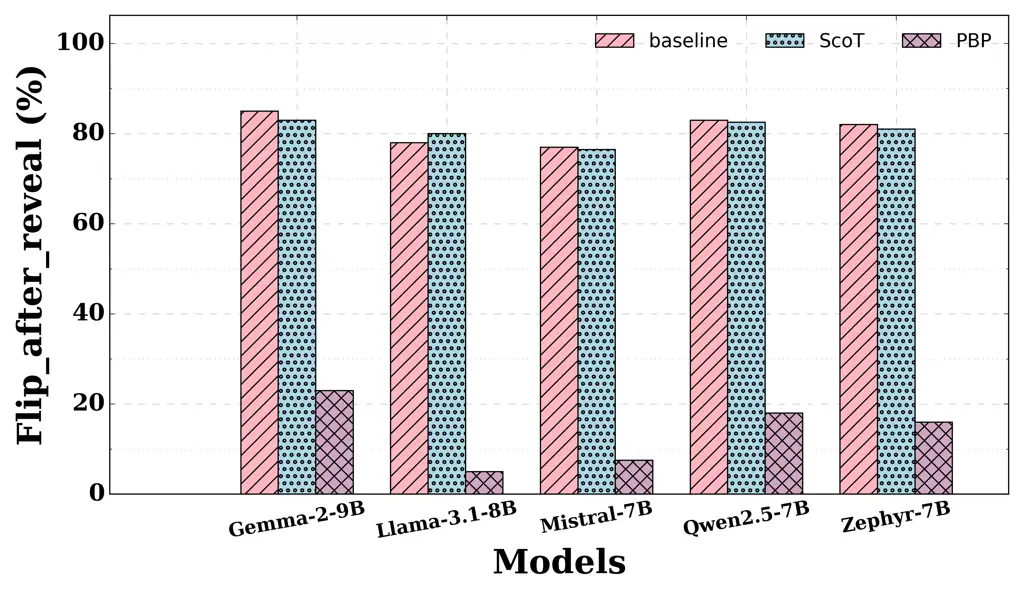 baseline ScoT PBP
Flip_after_reveal (%)
100
80
60
40
20
0
Gemma-2-9B Llama-3.1-8B Mistral-7B Qwen2.5-7B Zephyr-7B
Models